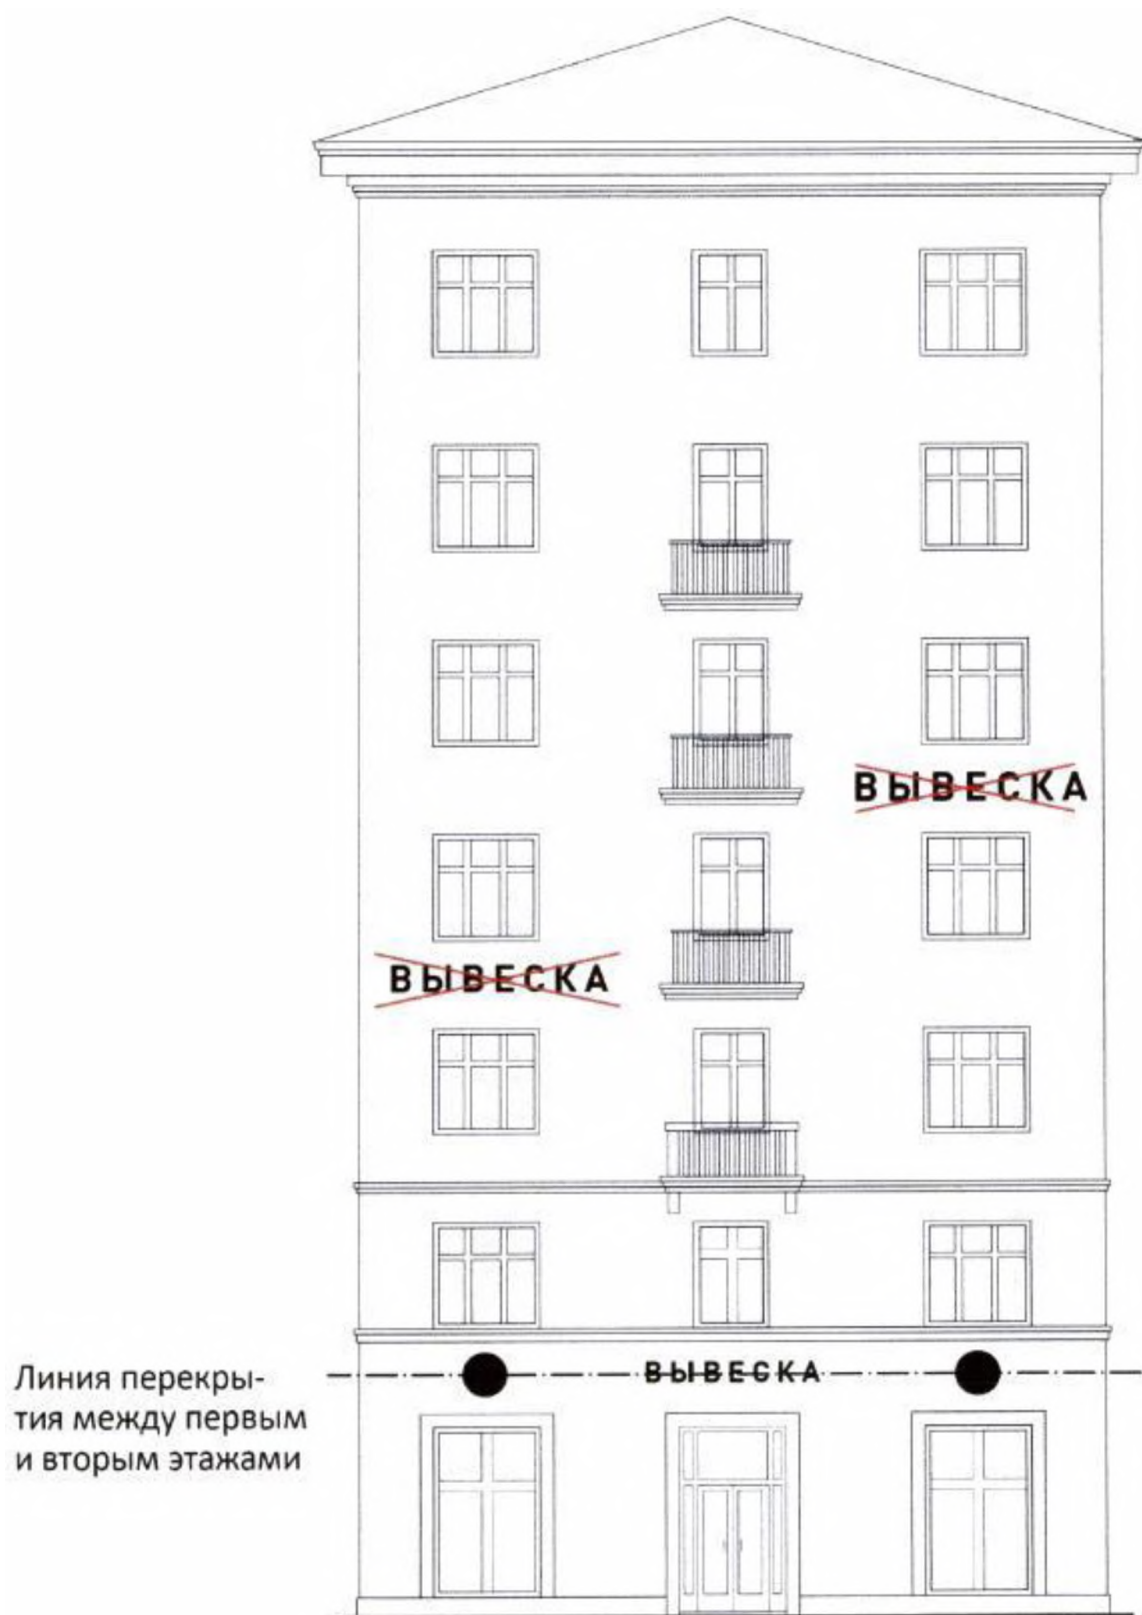 ВЫВЕСКА
ВЫВЕСКА
ВЫВЕСКА
Линия перекры-
тия между первым
и вторым этажами